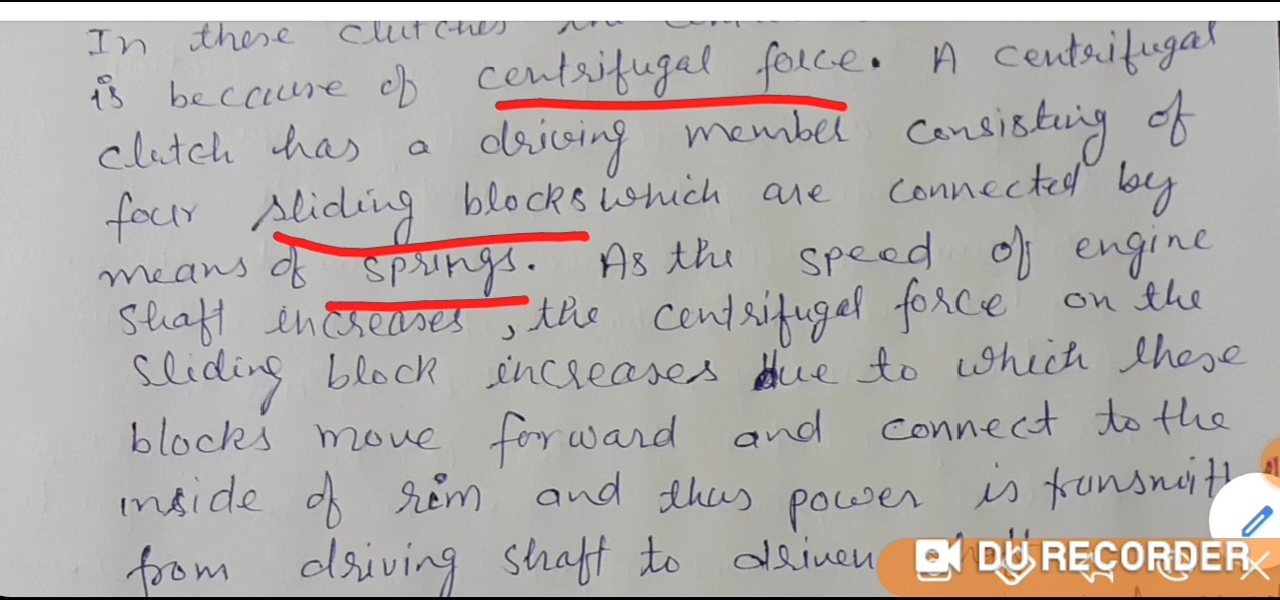 In these clutches the
is because of centrifugal force. A centrifugal
clutch has a driving member consisting of
four sliding blocks which are connected by
means of springs. As the speed of engine
shaft increases, the centrifugal force on the
sliding block increases due to which these
blocks move forward and connect to the
inside of rim and thus power is transmitt
from driving shaft to driven
DU RECORDER